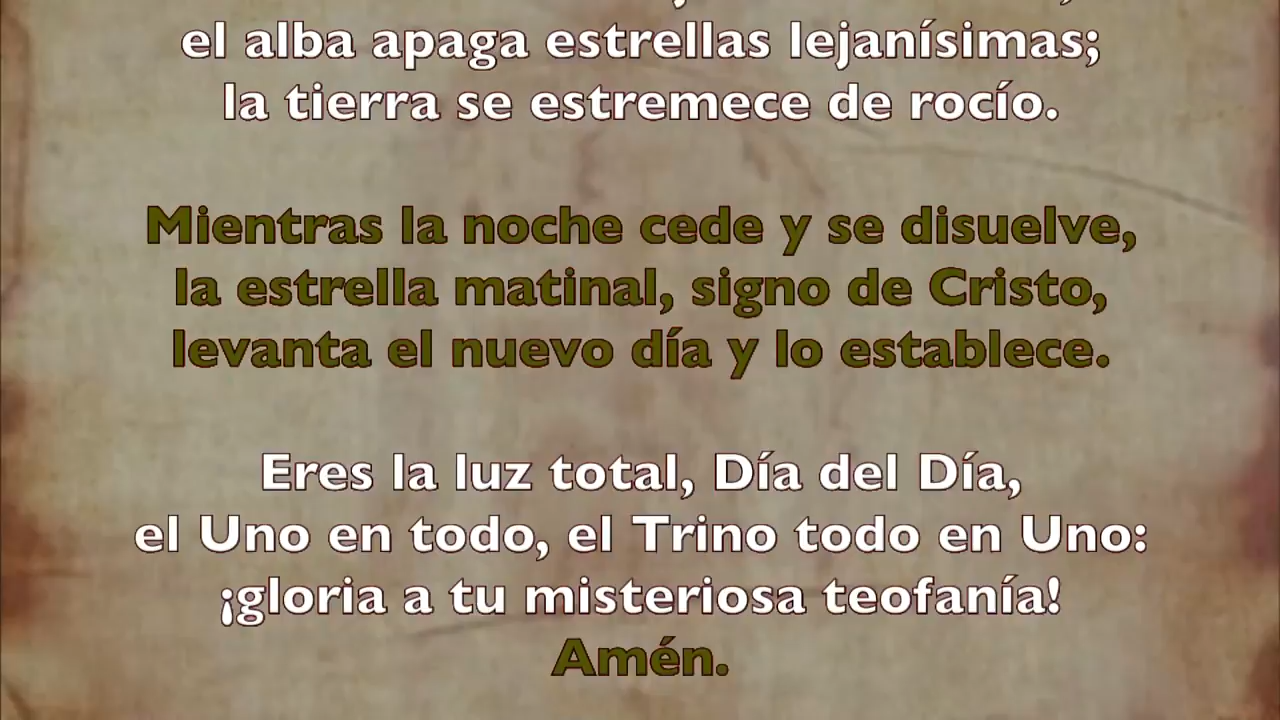 el alba apaga estrellas lejanísimas;
la tierra se estremece de rocío.
Mientras la noche cede y se disuelve,
la estrella matinal, signo de Cristo,
levanta el nuevo día y lo establece.
Eres la luz total, Día del Día,
el Uno en todo, el Trino todo en Uno:
¡gloria a tu misteriosa teofanía!
Amén.